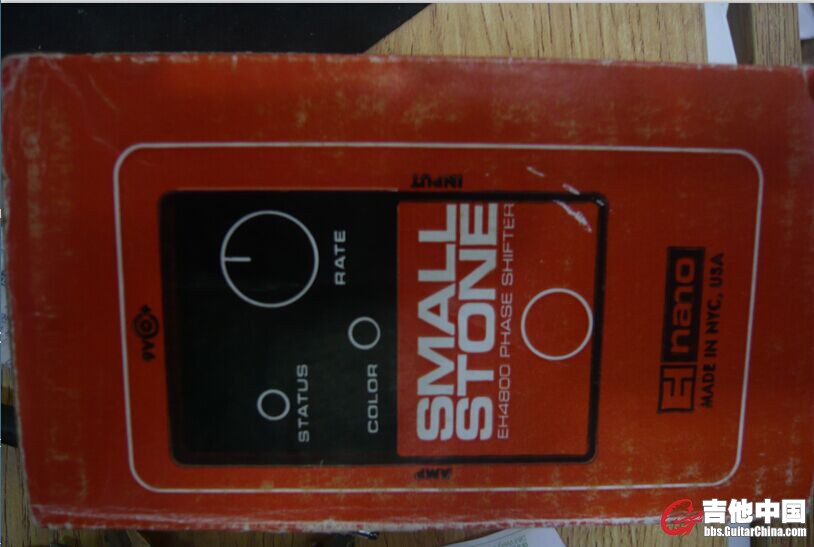 9V
INPUT
RATE
STATUS
COLOR
SMALL
STONE
EH4800 PHASE SHIFTER
AMP
EH nano
MADE IN NYC, USA
吉他中国
bbs.GuitarChina.com